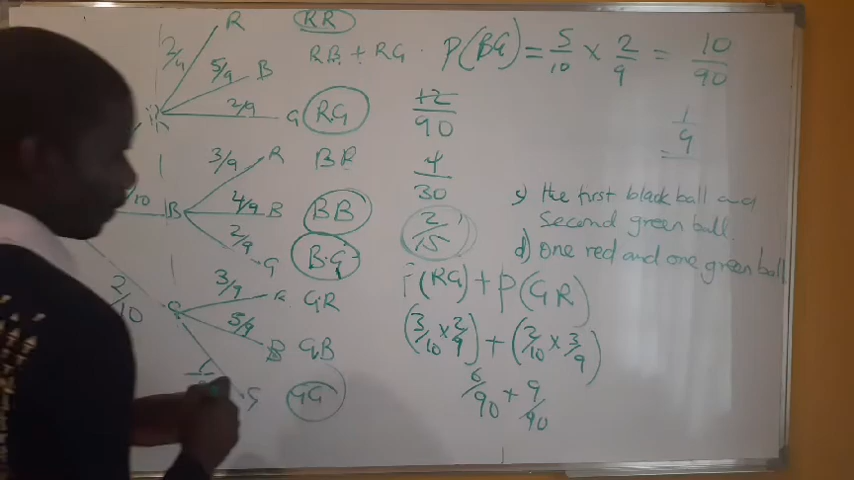 R RR
2/9
5/9 B RB + RG . P(BG) = 5/10 × 2/9 = 10/90
2/9 G RG 12/90 1/9
3/9 R BR 4/30
/10 B 4/9 B BB 2/15
2/9 G B.G
c) the first black ball and
second green ball.
d) One red and one green ball
P(RG) + P(GR)
2/10 G 3/9 R GR (3/10 × 2/9) + (2/10 × 3/9)
5/9 B GB 6/90 + 9/90
G GG